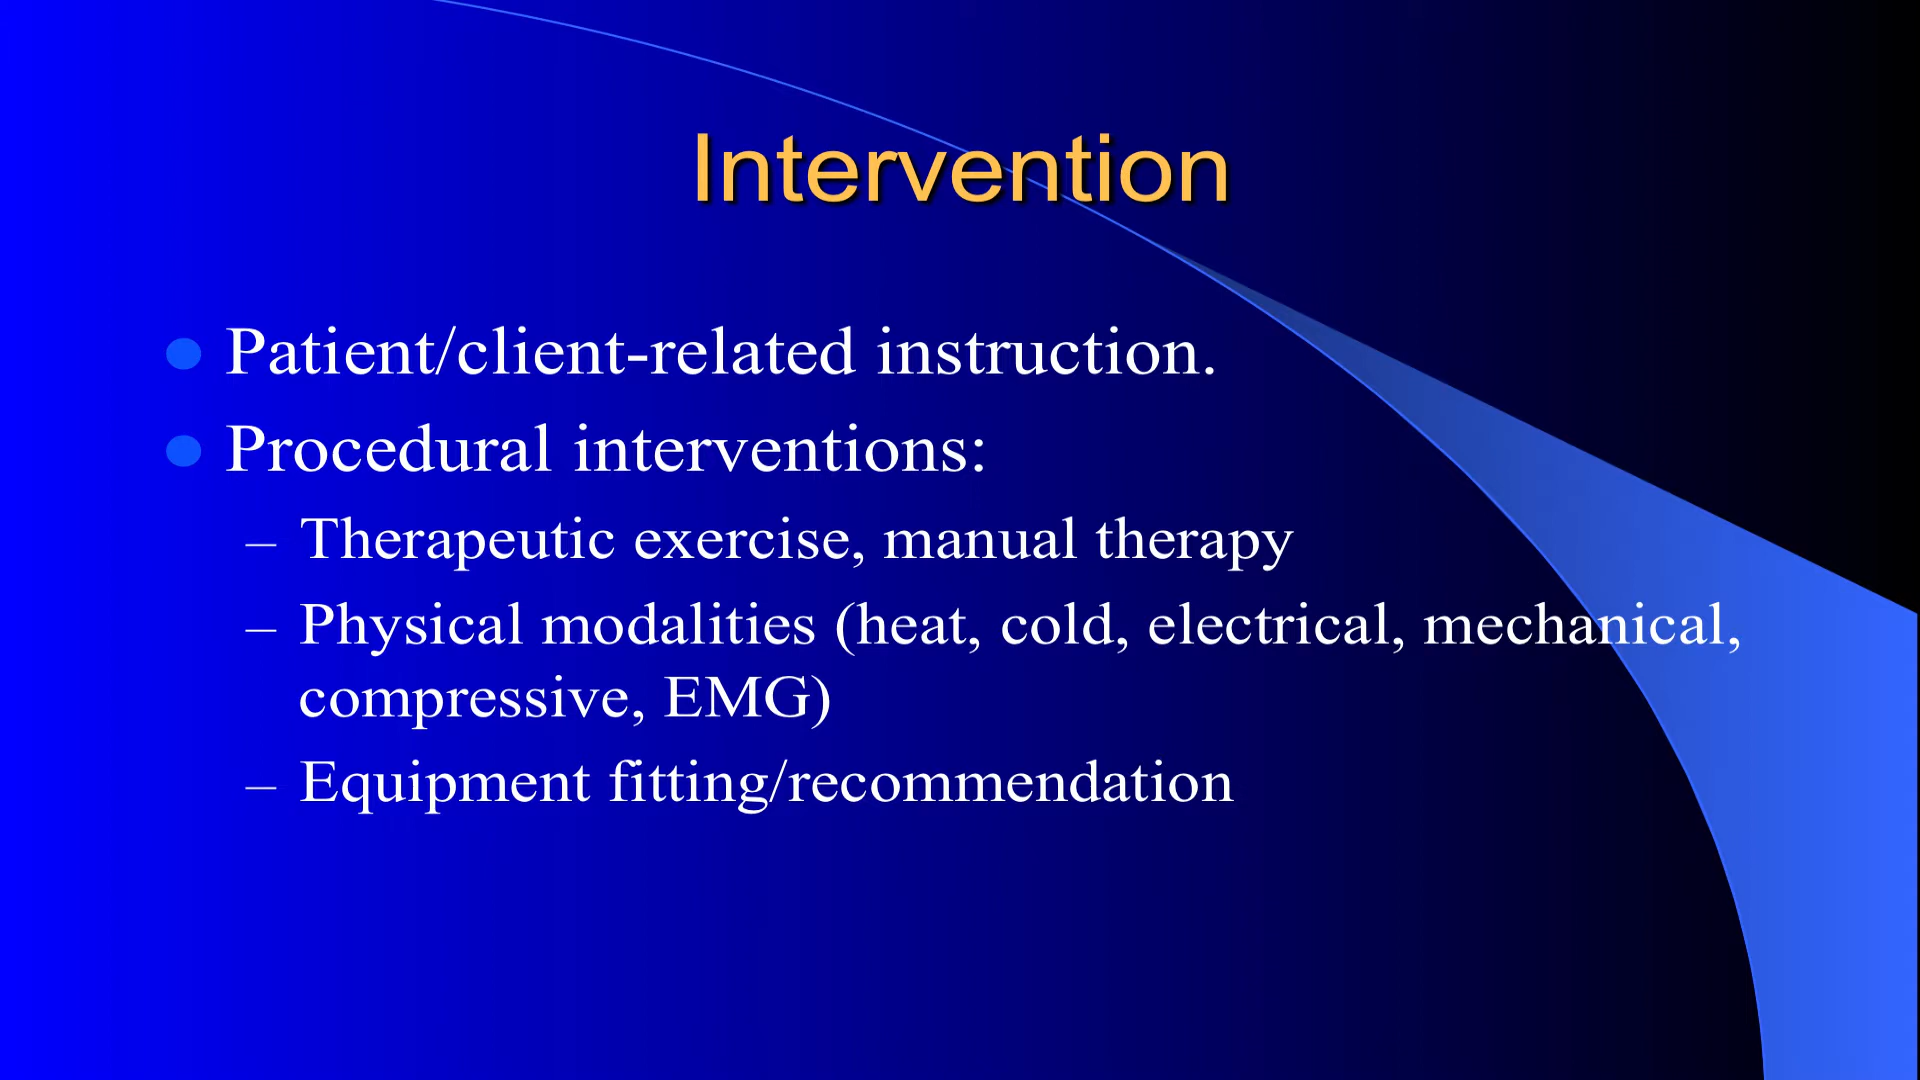 Intervention
Patient/client-related instruction.
Procedural interventions:
– Therapeutic exercise, manual therapy
– Physical modalities (heat, cold, electrical, mechanical,
compressive, EMG)
– Equipment fitting/recommendation